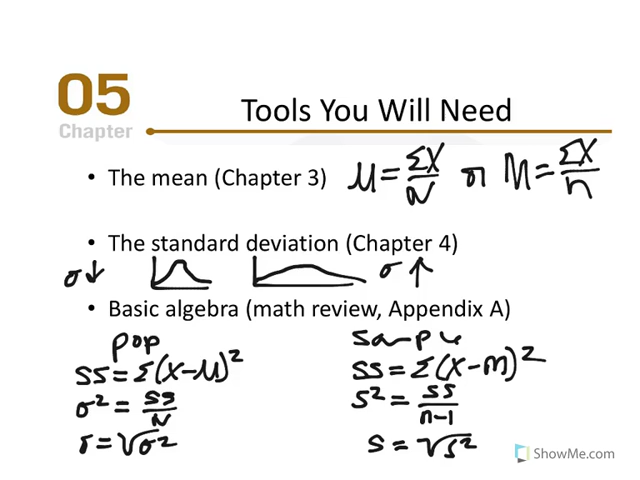 05
Chapter
Tools You Will Need
• The mean (Chapter 3) μ = ΣX/N or M = ΣX/n
• The standard deviation (Chapter 4)
σ ↓ σ ↑
• Basic algebra (math review, Appendix A)
pop sample
SS = Σ(X-μ)² SS = Σ(X-M)²
σ² = SS/N s² = SS/n-1
σ = √σ² s = √s²
ShowMe.com